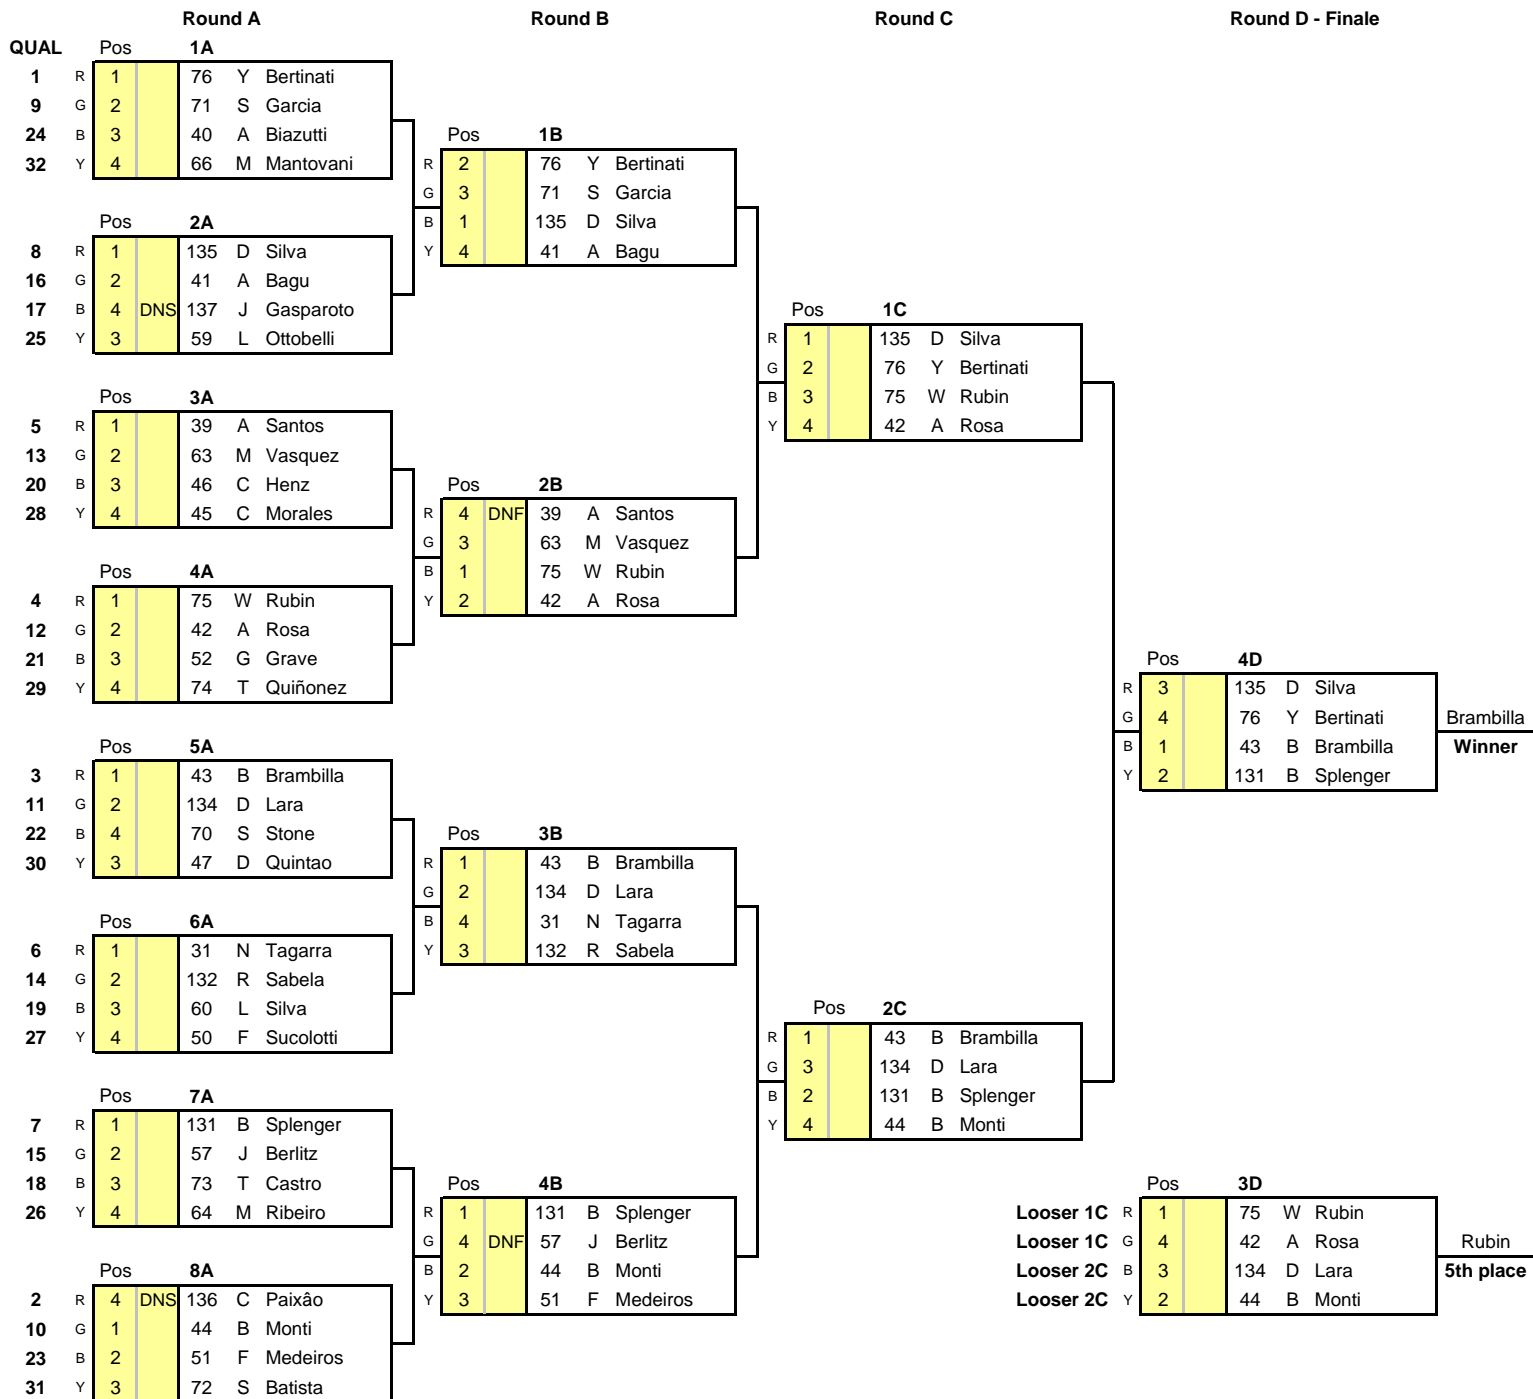 Round A Round B Round C Round D - Finale
QUAL Pos 1A
1 R 1 76 Y Bertinati
9 G 2 71 S Garcia
24 B 3 40 A Biazutti
32 Y 4 66 M Mantovani
Pos 2A
8 R 1 135 D Silva
16 G 2 41 A Bagu
17 B 4 DNS 137 J Gasparoto
25 Y 3 59 L Ottobelli
Pos 3A
5 R 1 39 A Santos
13 G 2 63 M Vasquez
20 B 3 46 C Henz
28 Y 4 45 C Morales
Pos 4A
4 R 1 75 W Rubin
12 G 2 42 A Rosa
21 B 3 52 G Grave
29 Y 4 74 T Quiñonez
Pos 5A
3 R 1 43 B Brambilla
11 G 2 134 D Lara
22 B 4 70 S Stone
30 Y 3 47 D Quintao
Pos 6A
6 R 1 31 N Tagarra
14 G 2 132 R Sabela
19 B 3 60 L Silva
27 Y 4 50 F Sucolotti
Pos 7A
7 R 1 131 B Splenger
15 G 2 57 J Berlitz
18 B 3 73 T Castro
26 Y 4 64 M Ribeiro
Pos 8A
2 R 4 DNS 136 C Paixâo
10 G 1 44 B Monti
23 B 2 51 F Medeiros
31 Y 3 72 S Batista
Pos 1B
R 2 76 Y Bertinati
G 3 71 S Garcia
B 1 135 D Silva
Y 4 41 A Bagu
Pos 2B
R 4 DNF 39 A Santos
G 3 63 M Vasquez
B 1 75 W Rubin
Y 2 42 A Rosa
Pos 3B
R 1 43 B Brambilla
G 2 134 D Lara
B 4 31 N Tagarra
Y 3 132 R Sabela
Pos 4B
R 1 131 B Splenger
G 4 DNF 57 J Berlitz
B 2 44 B Monti
Y 3 51 F Medeiros
Pos 1C
R 1 135 D Silva
G 2 76 Y Bertinati
B 3 75 W Rubin
Y 4 42 A Rosa
Pos 2C
R 1 43 B Brambilla
G 3 134 D Lara
B 2 131 B Splenger
Y 4 44 B Monti
Pos 4D
R 3 135 D Silva
G 4 76 Y Bertinati Brambilla
B 1 43 B Brambilla Winner
Y 2 131 B Splenger
Pos 3D
Looser 1C R 1 75 W Rubin
Looser 1C G 4 42 A Rosa Rubin
Looser 2C B 3 134 D Lara 5th place
Looser 2C Y 2 44 B Monti